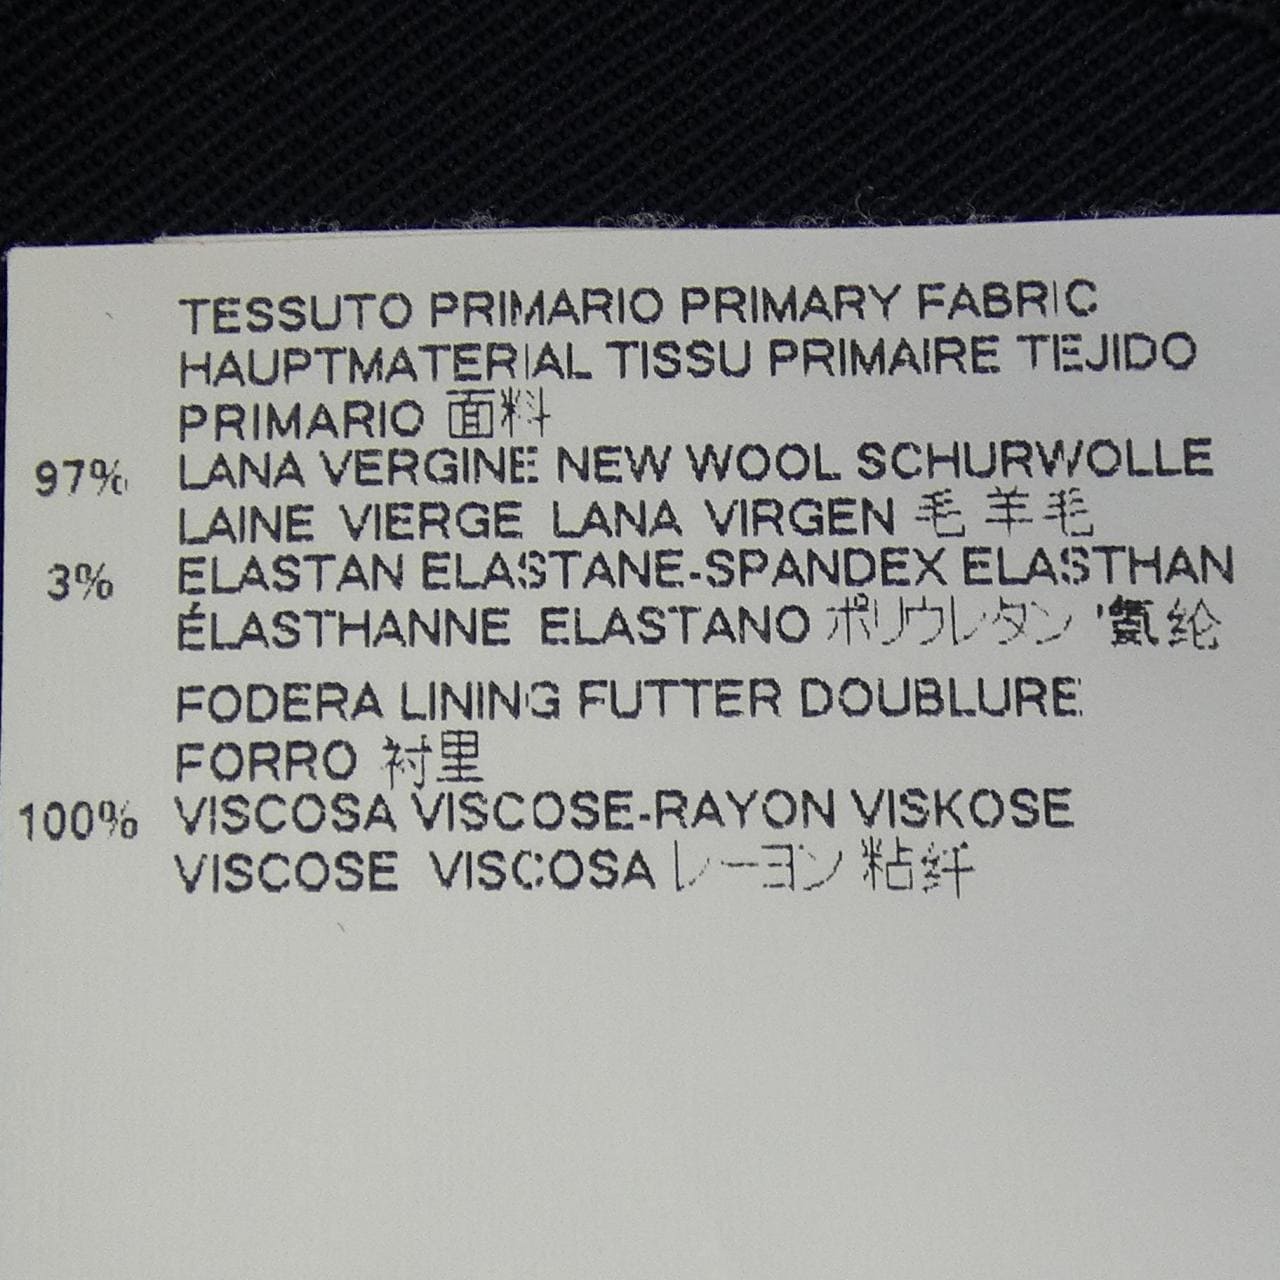 TESSUTO PRIMARIO PRIMARY FABRIC
HAUPTMATERIAL TISSU PRIMAIRE TEJIDO
PRIMARIO 面料
97% LANA VERGINE NEW WOOL SCHURWOLLE
LAINE VIERGE LANA VIRGEN 毛 羊毛
3% ELASTAN ELASTANE-SPANDEX ELASTHAN
ÉLASTHANNE ELASTANO ポリウレタン 氨纶
FODERA LINING FUTTER DOUBLURE
FORRO 衬里
100% VISCOSA VISCOSE-RAYON VISKOSE
VISCOSE VISCOSA レーヨン 粘纤